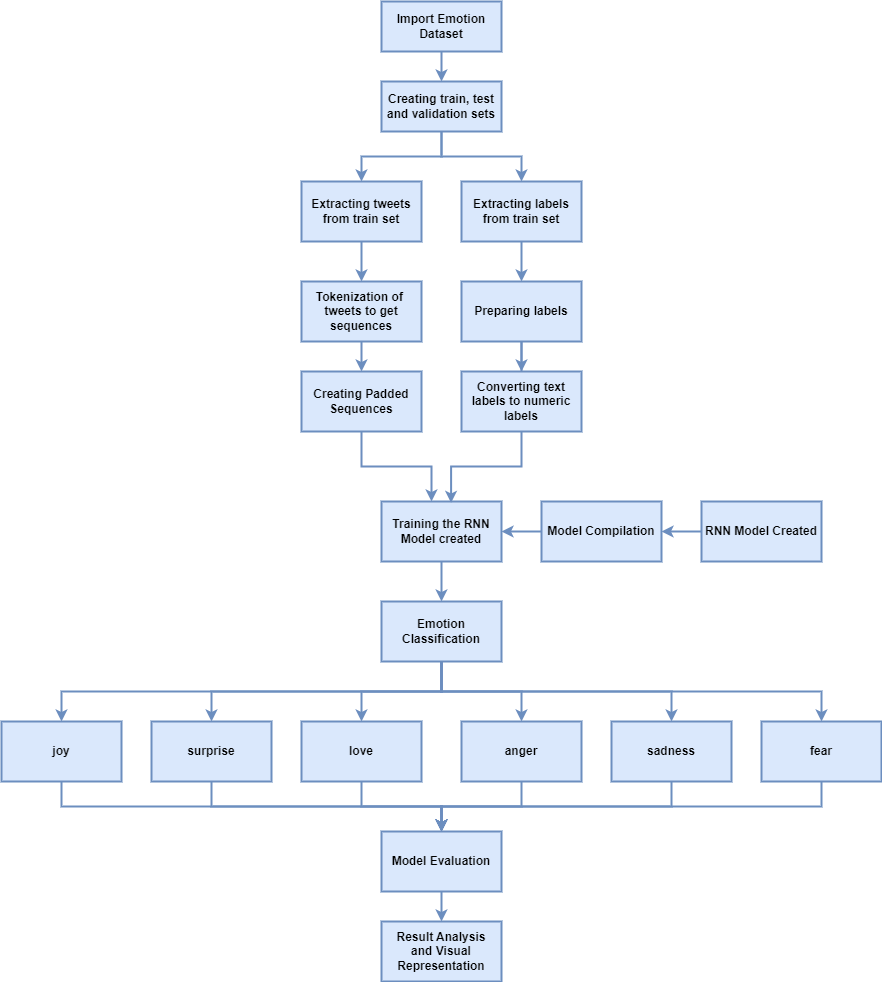 Import Emotion
Dataset
Creating train, test
and validation sets
Extracting tweets
from train set
Extracting labels
from train set
Tokenization of
tweets to get
sequences
Preparing labels
Creating Padded
Sequences
Converting text
labels to numeric
labels
Training the RNN
Model created
Model Compilation
RNN Model Created
Emotion
Classification
joy
surprise
love
anger
sadness
fear
Model Evaluation
Result Analysis
and Visual
Representation